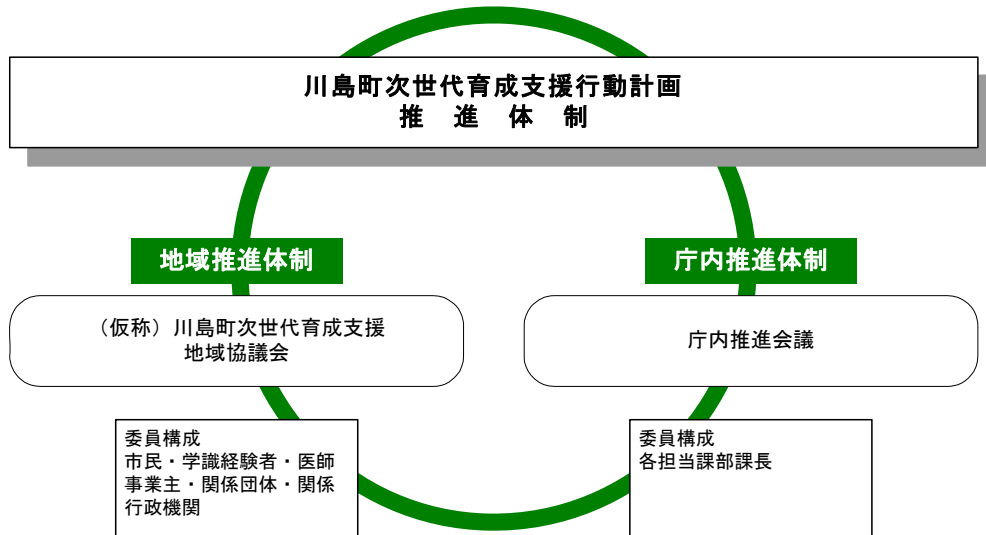 川島町次世代育成支援行動計画
推 進 体 制
地域推進体制
（仮称）川島町次世代育成支援
地域協議会
委員構成
市民・学識経験者・医師
事業主・関係団体・関係
行政機関
庁内推進体制
庁内推進会議
委員構成
各担当課部課長